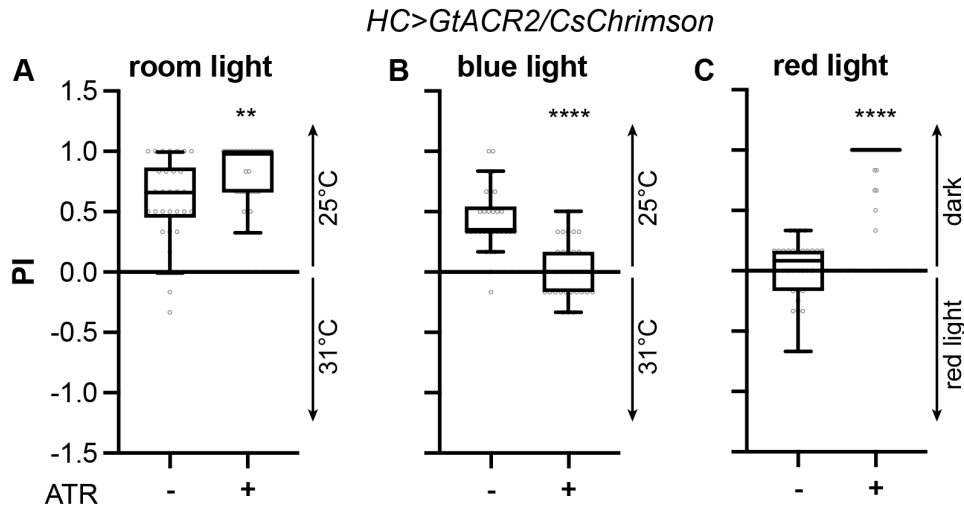 HC>GtACR2/CsChrimson
A room light
B blue light
C red light
1.5
1.0
0.5
0.0
-0.5
-1.0
-1.5
PI
**
****
****
25°C
31°C
25°C
31°C
dark
red light
ATR - + - + - +